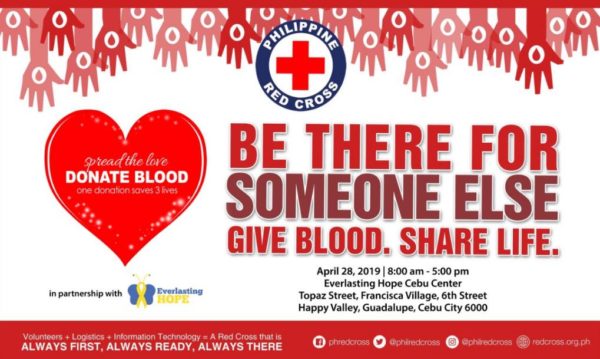 PHILIPPINE
RED CROSS
spread the love
DONATE BLOOD
one donation saves 3 lives
BE THERE FOR
SOMEONE ELSE
GIVE BLOOD. SHARE LIFE.
in partnership with Everlasting
HOPE
April 28, 2019 | 8:00 am - 5:00 pm
Everlasting Hope Cebu Center
Topaz Street, Francisca Village, 6th Street
Happy Valley, Guadalupe, Cebu City 6000
Volunteers + Logistics + Information Technology = A Red Cross that is
ALWAYS FIRST, ALWAYS READY, ALWAYS THERE
phredcross @philredcross @philredcross redcross.org.ph